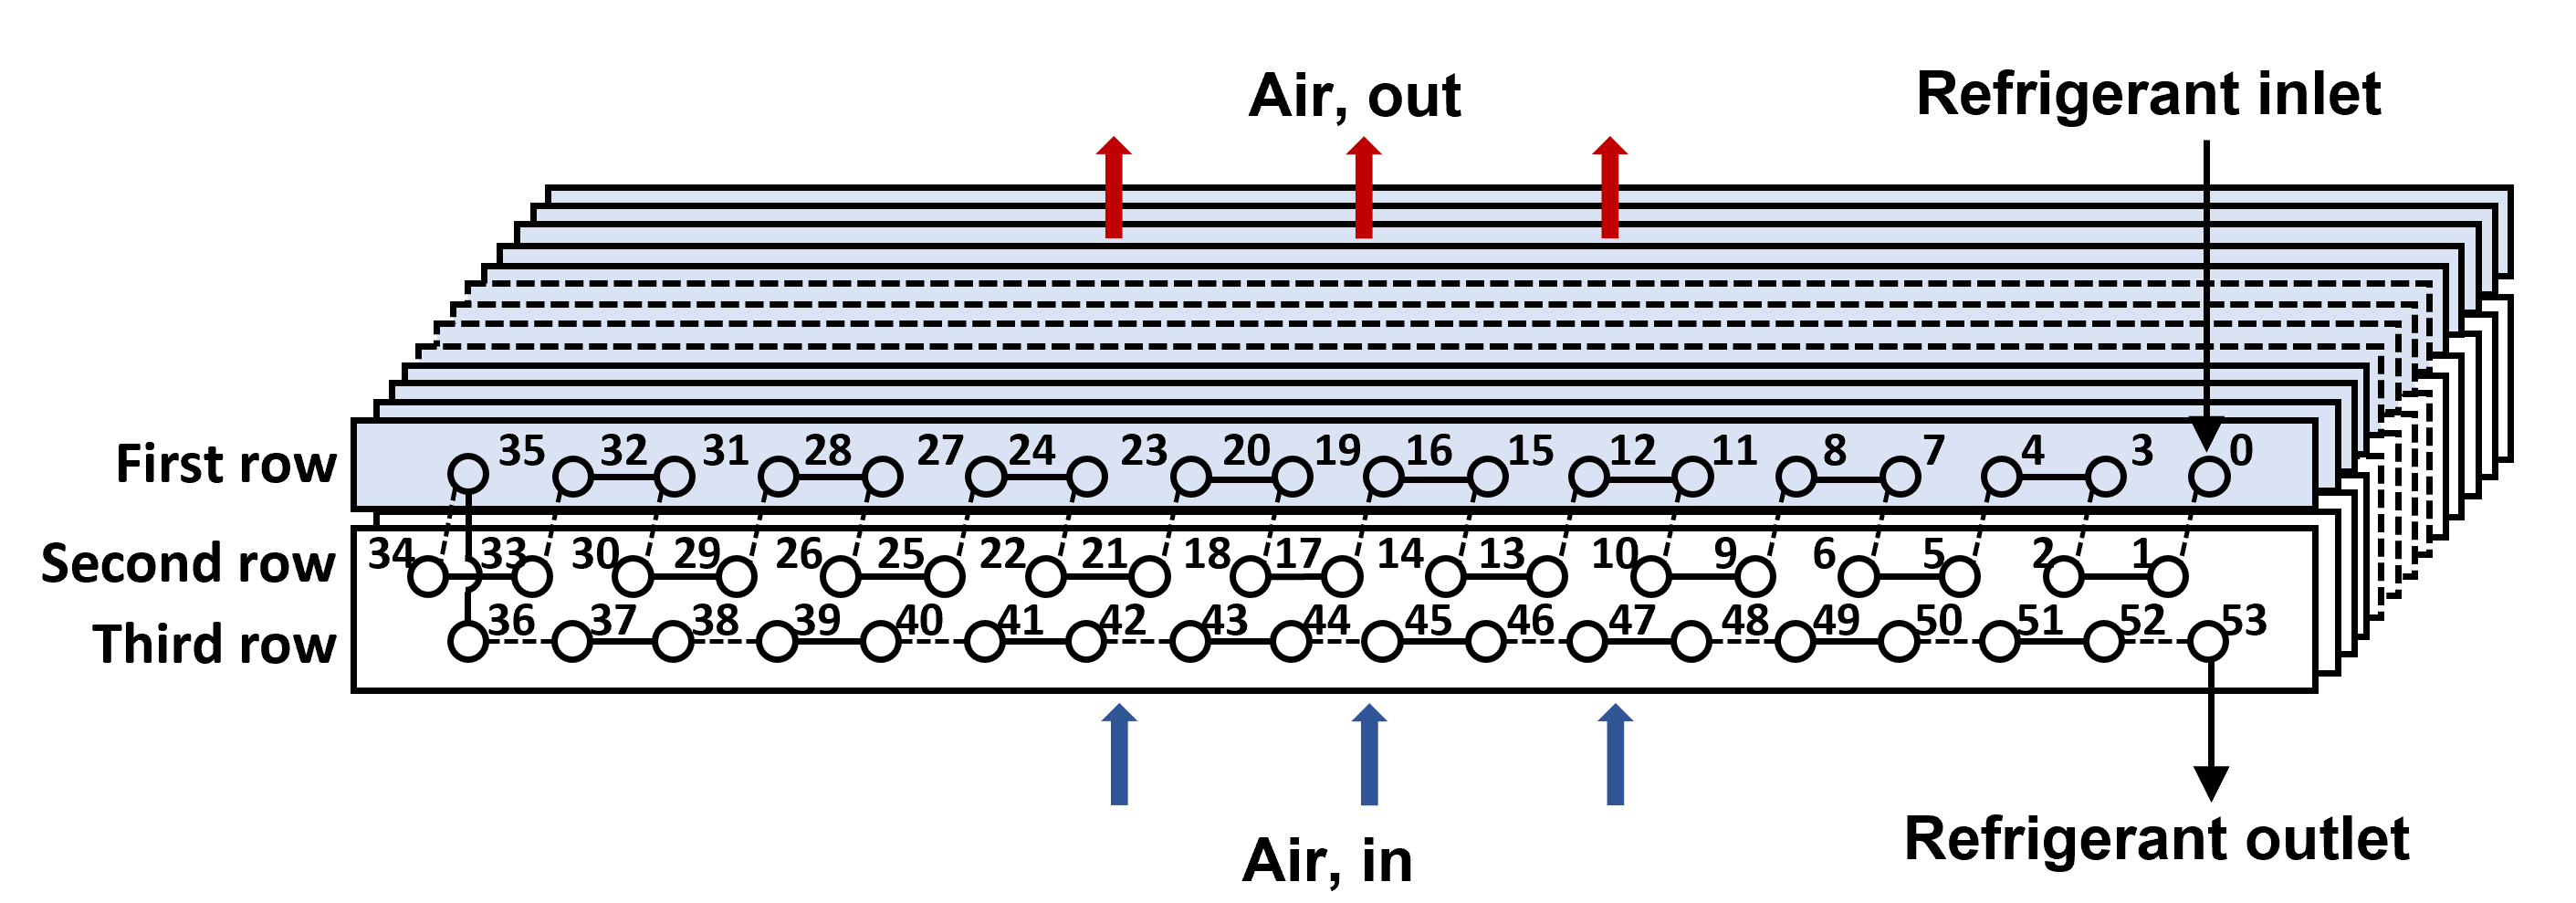 Air, out
Refrigerant inlet
First row 35 32 31 28 27 24 23 20 19 16 15 12 11 8 7 4 3 0
Second row 34 33 30 29 26 25 22 21 18 17 14 13 10 9 6 5 2 1
Third row 36 37 38 39 40 41 42 43 44 45 46 47 48 49 50 51 52 53
Air, in
Refrigerant outlet